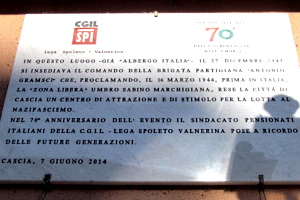 CGIL
SPI
70°
lega Spoleto - Valnerina
IN QUESTO LUOGO -GIÀ "ALBERGO ITALIA"- IL 27 DICEMBRE 1943
SI INSEDIAVA IL COMANDO DELLA BRIGATA PARTIGIANA "ANTONIO
GRAMSCI" CHE, PROCLAMANDO, IL 16 MARZO 1944, PRIMA IN ITALIA,
LA "ZONA LIBERA" UMBRO SABINO MARCHIGIANA, RESE LA CITTÀ DI
CASCIA UN CENTRO DI ATTRAZIONE E DI STIMOLO PER LA LOTTA AL
NAZIFASCISMO.
NEL 70° ANNIVERSARIO DELL' EVENTO IL SINDACATO PENSIONATI
ITALIANI DELLA C.G.I.L. - LEGA SPOLETO VALNERINA POSE A RICORDO
DELLE FUTURE GENERAZIONI.
CASCIA, 7 GIUGNO 2014